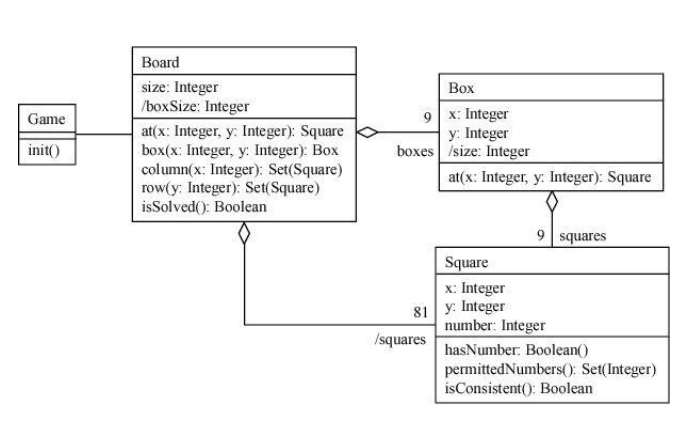 Game
init()
Board
size: Integer
/boxSize: Integer
at(x: Integer, y: Integer): Square
box(x: Integer, y: Integer): Box
column(x: Integer): Set(Square)
row(y: Integer): Set(Square)
isSolved(): Boolean
9
boxes
Box
x: Integer
y: Integer
/size: Integer
at(x: Integer, y: Integer): Square
9 squares
81
/squares
Square
x: Integer
y: Integer
number: Integer
hasNumber: Boolean()
permittedNumbers(): Set(Integer)
isConsistent(): Boolean